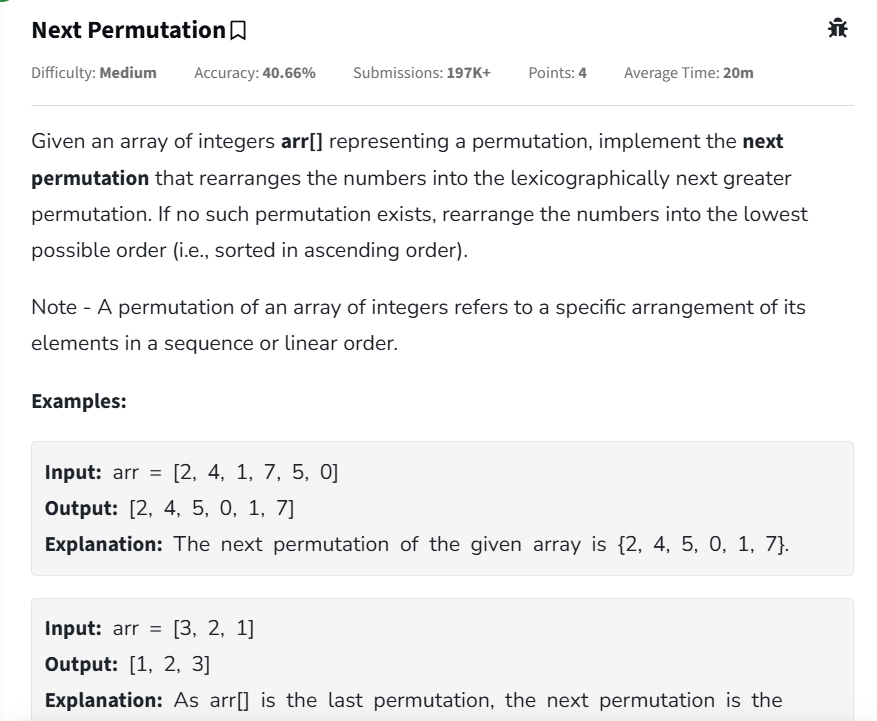 Next Permutation
Difficulty: Medium Accuracy: 40.66% Submissions: 197K+ Points: 4 Average Time: 20m
Given an array of integers arr[] representing a permutation, implement the next
permutation that rearranges the numbers into the lexicographically next greater
permutation. If no such permutation exists, rearrange the numbers into the lowest
possible order (i.e., sorted in ascending order).
Note - A permutation of an array of integers refers to a specific arrangement of its
elements in a sequence or linear order.
Examples:
Input: arr = [2, 4, 1, 7, 5, 0]
Output: [2, 4, 5, 0, 1, 7]
Explanation: The next permutation of the given array is {2, 4, 5, 0, 1, 7}.
Input: arr = [3, 2, 1]
Output: [1, 2, 3]
Explanation: As arr[] is the last permutation, the next permutation is the